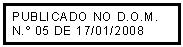 PUBLICADO NO D.O.M.
N.° 05 DE 17/01/2008